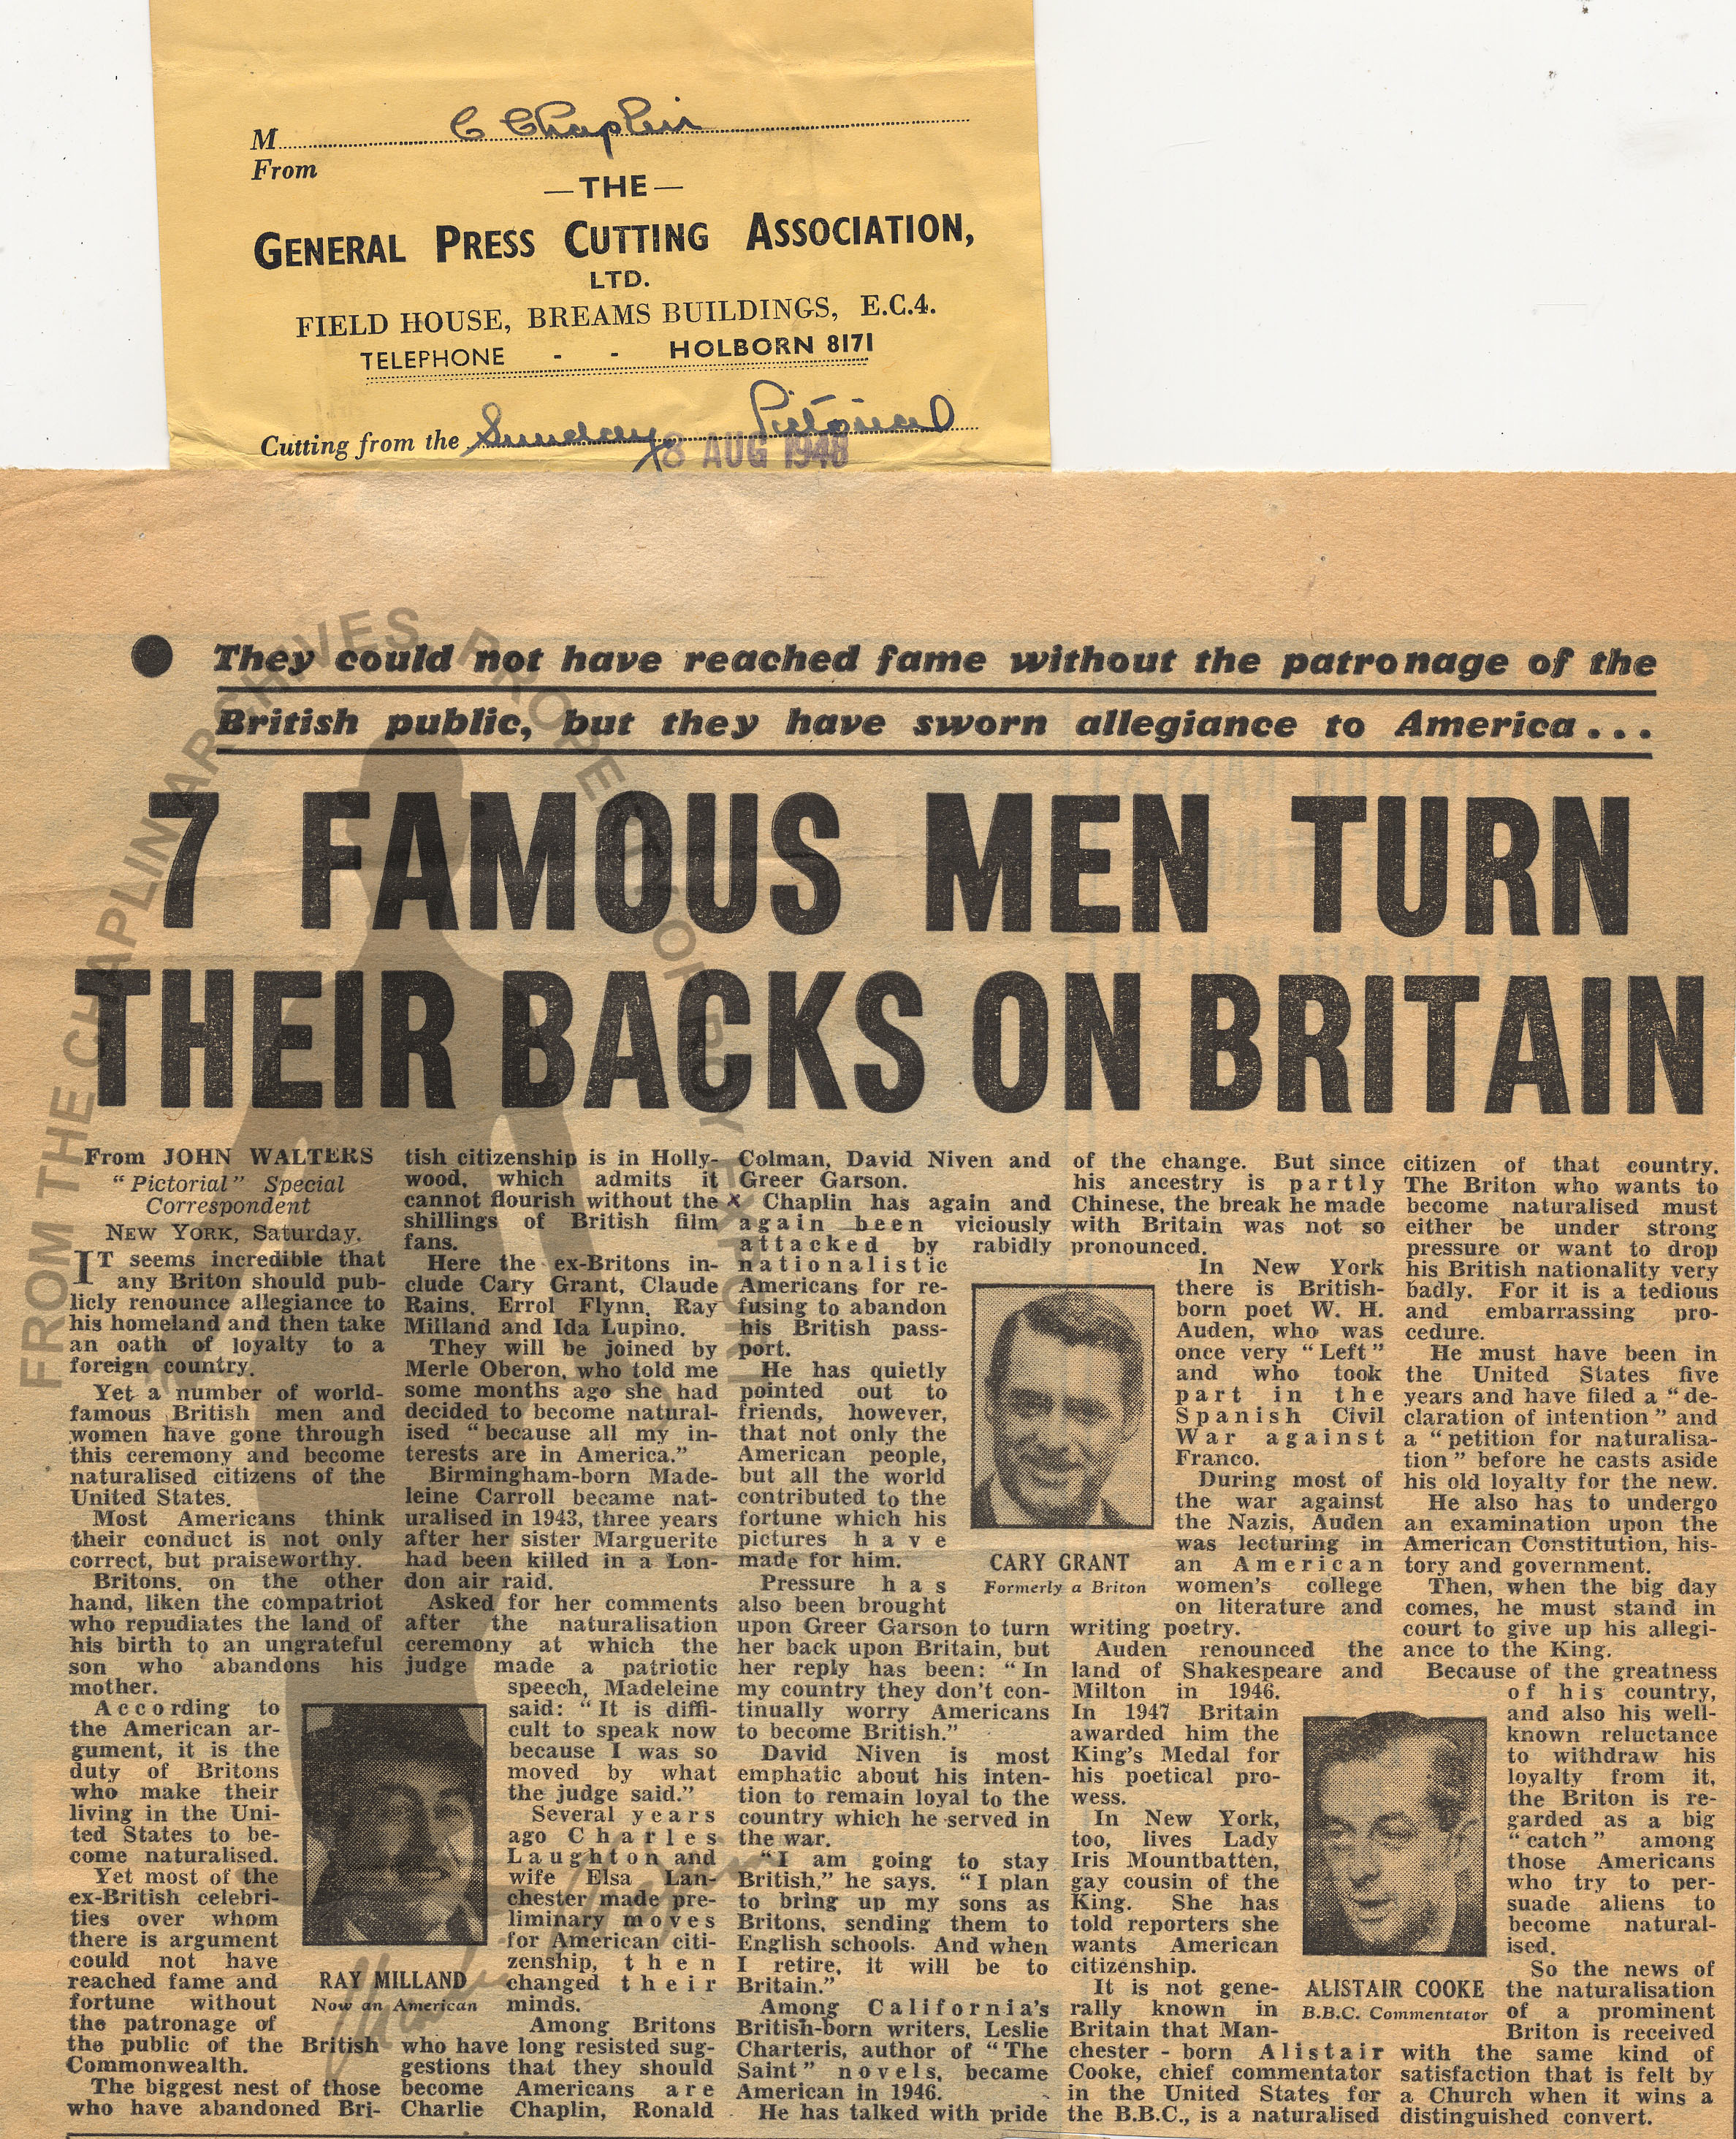 M C Chaplin
From
—THE—
GENERAL PRESS CUTTING ASSOCIATION,
LTD.
FIELD HOUSE, BREAMS BUILDINGS, E.C.4.
TELEPHONE - - HOLBORN 8171
Cutting from the Sunday Pictorial
8 AUG 1948
FROM THE CHAPLIN ARCHIVES PROPERTY
● They could not have reached fame without the patronage of the
British public, but they have sworn allegiance to America...
7 FAMOUS MEN TURN
THEIR BACKS ON BRITAIN
From JOHN WALTERS
"Pictorial" Special
Correspondent
NEW YORK, Saturday.
IT seems incredible that
any Briton should pub-
licly renounce allegiance to
his homeland and then take
an oath of loyalty to a
foreign country.
Yet a number of world-
famous British men and
women have gone through
this ceremony and become
naturalised citizens of the
United States.
Most Americans think
their conduct is not only
correct, but praiseworthy.
Britons, on the other
hand, liken the compatriot
who repudiates the land of
his birth to an ungrateful
son who abandons his
mother.
According to
the American ar-
gument, it is the
duty of Britons
who make their
living in the Uni-
ted States to be-
come naturalised.
Yet most of the
ex-British celebri-
ties over whom
there is argument
could not have
reached fame and
fortune without
the patronage of
the public of the British
Commonwealth.
The biggest nest of those
who have abandoned Bri-
RAY MILLAND
Now an American
tish citizenship is in Holly-
wood, which admits it
cannot flourish without the
shillings of British film
fans.
Here the ex-Britons in-
clude Cary Grant, Claude
Rains, Errol Flynn, Ray
Milland and Ida Lupino.
They will be joined by
Merle Oberon, who told me
some months ago she had
decided to become natural-
ised "because all my in-
terests are in America."
Birmingham-born Made-
leine Carroll became nat-
uralised in 1943, three years
after her sister Marguerite
had been killed in a Lon-
don air raid.
Asked for her comments
after the naturalisation
ceremony at which the
judge made a patriotic
speech, Madeleine
said: "It is diffi-
cult to speak now
because I was so
moved by what
the judge said."
Several years
ago Charles
Laughton and
wife Elsa Lan-
chester made pre-
liminary moves
for American citi-
zenship, then
changed their
minds.
Among Britons
who have long resisted sug-
gestions that they should
become Americans are
Charlie Chaplin, Ronald
Colman, David Niven and
Greer Garson.
x Chaplin has again and
again been viciously
attacked by rabidly
nationalistic
Americans for re-
fusing to abandon
his British pass-
port.
He has quietly
pointed out to
friends, however,
that not only the
American people,
but all the world
contributed to the
fortune which his
pictures have
made for him.
Pressure has
also been brought
upon Greer Garson to turn
her back upon Britain, but
her reply has been: "In
my country they don't con-
tinually worry Americans
to become British."
David Niven is most
emphatic about his inten-
tion to remain loyal to the
country which he served in
the war.
"I am going to stay
British," he says. "I plan
to bring up my sons as
Britons, sending them to
English schools. And when
I retire, it will be to
Britain."
Among California's
British-born writers, Leslie
Charteris, author of "The
Saint" novels, became
American in 1946.
He has talked with pride
CARY GRANT
Formerly a Briton
of the change. But since
his ancestry is partly
Chinese, the break he made
with Britain was not so
pronounced.
In New York
there is British-
born poet W. H.
Auden, who was
once very "Left"
and who took
part in the
Spanish Civil
War against
Franco.
During most of
the war against
the Nazis, Auden
was lecturing in
an American
women's college
on literature and
writing poetry.
Auden renounced the
land of Shakespeare and
Milton in 1946.
In 1947 Britain
awarded him the
King's Medal for
his poetical pro-
wess.
In New York,
too, lives Lady
Iris Mountbatten,
gay cousin of the
King. She has
told reporters she
wants American
citizenship.
It is not gene-
rally known in
Britain that Man-
chester-born Alistair
Cooke, chief commentator
in the United States for
the B.B.C., is a naturalised
ALISTAIR COOKE
B.B.C. Commentator
citizen of that country.
The Briton who wants to
become naturalised must
either be under strong
pressure or want to drop
his British nationality very
badly. For it is a tedious
and embarrassing pro-
cedure.
He must have been in
the United States five
years and have filed a "de-
claration of intention" and
a "petition for naturalisa-
tion" before he casts aside
his old loyalty for the new.
He also has to undergo
an examination upon the
American Constitution, his-
tory and government.
Then, when the big day
comes, he must stand in
court to give up his allegi-
ance to the King.
Because of the greatness
of his country,
and also his well-
known reluctance
to withdraw his
loyalty from it,
the Briton is re-
garded as a big
"catch" among
those Americans
who try to per-
suade aliens to
become natural-
ised.
So the news of
the naturalisation
of a prominent
Briton is received
with the same kind of
satisfaction that is felt by
a Church when it wins a
distinguished convert.